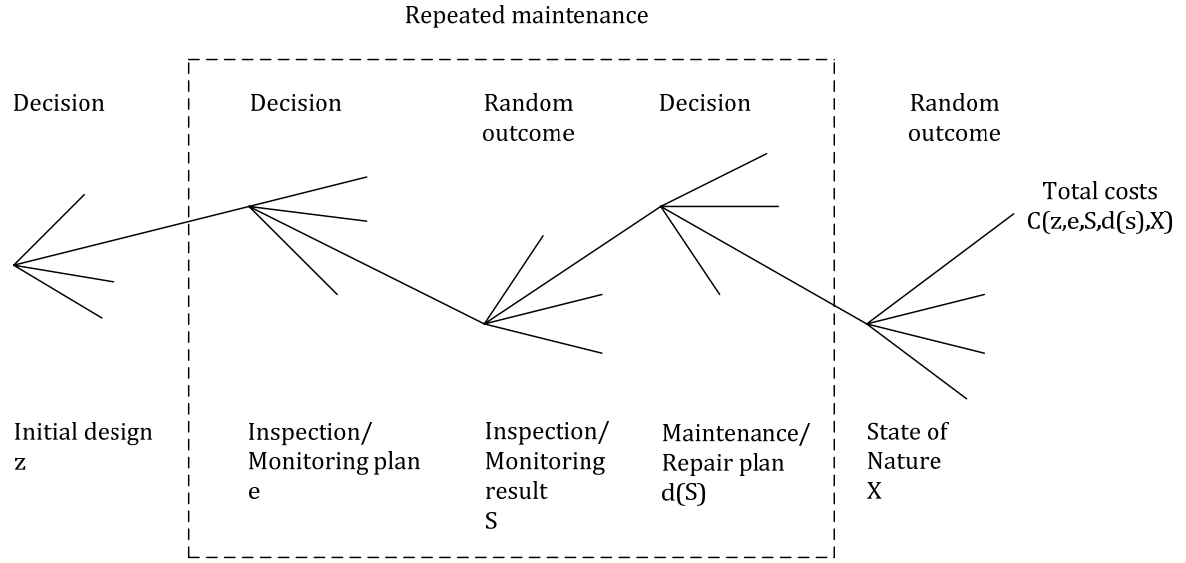 Repeated maintenance
Decision
Decision
Random
outcome
Decision
Random
outcome
Total costs
C(z,e,S,d(s),X)
Initial design
z
Inspection/
Monitoring plan
e
Inspection/
Monitoring
result
S
Maintenance/
Repair plan
d(S)
State of
Nature
X